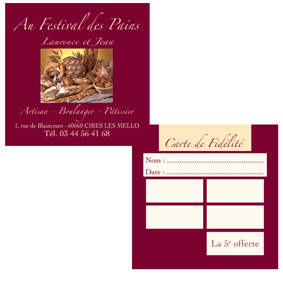 Au Festival des Pains
Laurence et Jean
Artisan - Boulanger - Pâtissier
1, rue de Blaincourt - 60660 CIRES LES MELLO
Tél. 03 44 56 41 68
Carte de Fidélité
Nom : ................................................
Date : ................................................
La 5e offerte